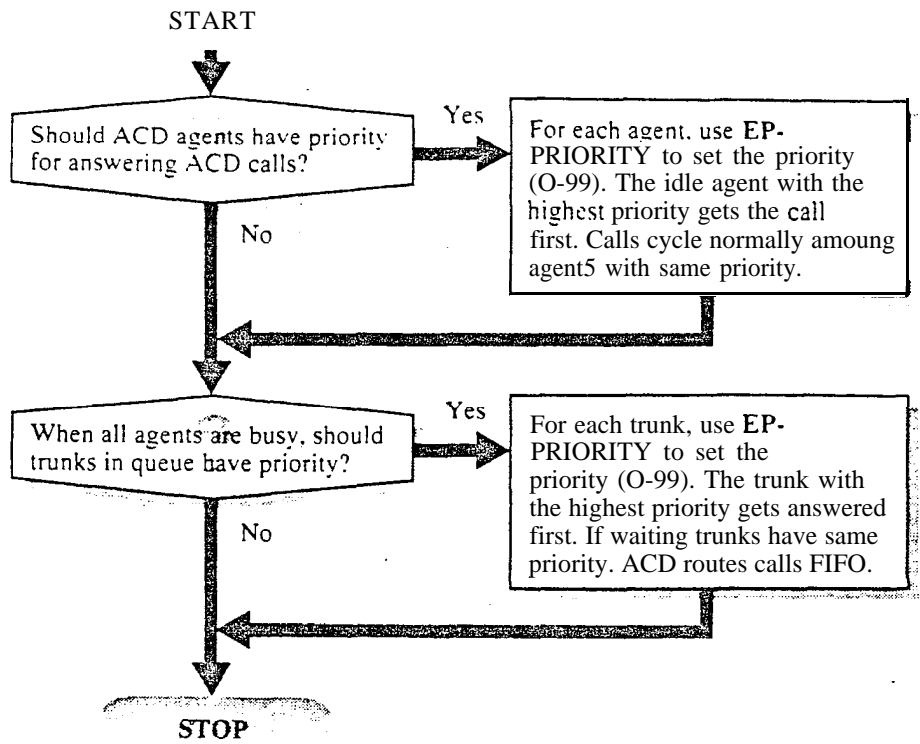 START
Should ACD agents have priority
for answering ACD calls?
Yes
For each agent, use EP-
PRIORITY to set the priority
(O-99). The idle agent with the
highest priority gets the call
first. Calls cycle normally amoung
agent5 with same priority.
No
When all agents are busy, should
trunks in queue have priority?
Yes
For each trunk, use EP-
PRIORITY to set the
priority (O-99). The trunk with
the highest priority gets answered
first. If waiting trunks have same
priority. ACD routes calls FIFO.
No
STOP